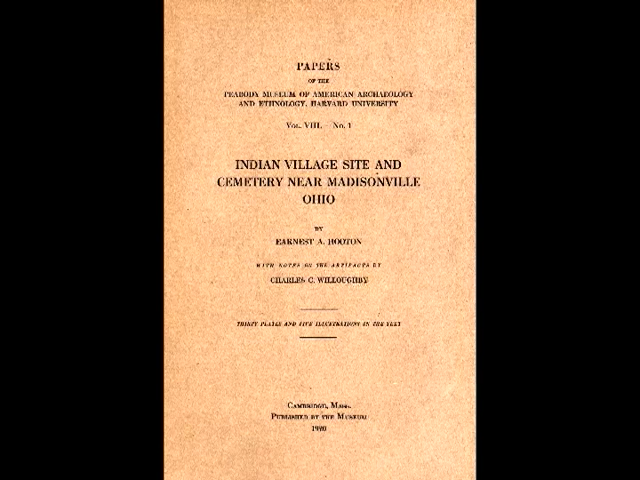 PAPERS
OF THE
PEABODY MUSEUM OF AMERICAN ARCHAEOLOGY
AND ETHNOLOGY, HARVARD UNIVERSITY
VOL. VIII. — NO. 1
INDIAN VILLAGE SITE AND
CEMETERY NEAR MADISONVILLE
OHIO
BY
EARNEST A. HOOTON
WITH NOTES ON THE ARTIFACTS BY
CHARLES C. WILLOUGHBY
THIRTY PLATES AND FIVE ILLUSTRATIONS IN THE TEXT
CAMBRIDGE, MASS.
PUBLISHED BY THE MUSEUM
1920